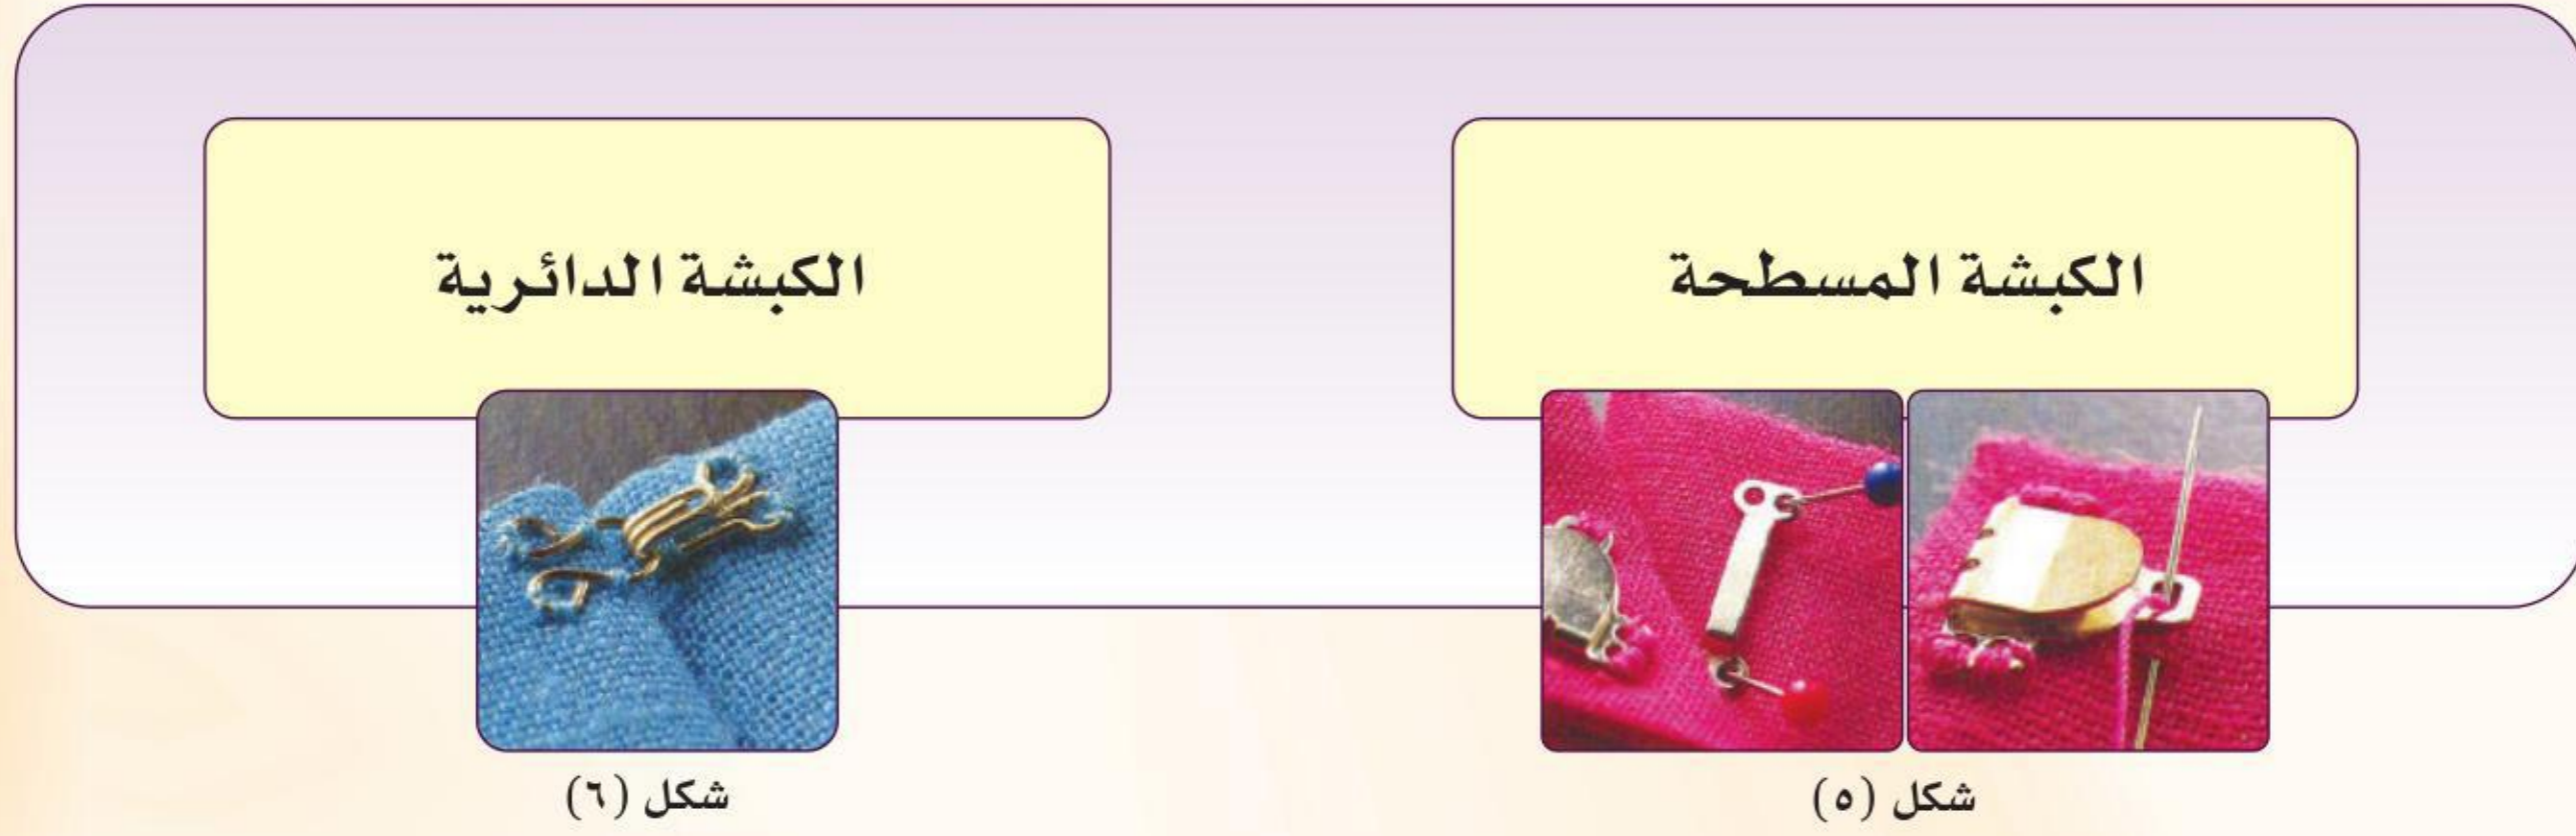 الكبشة المسطحة
الكبشة الدائرية
شكل (٥)
شكل (٦)